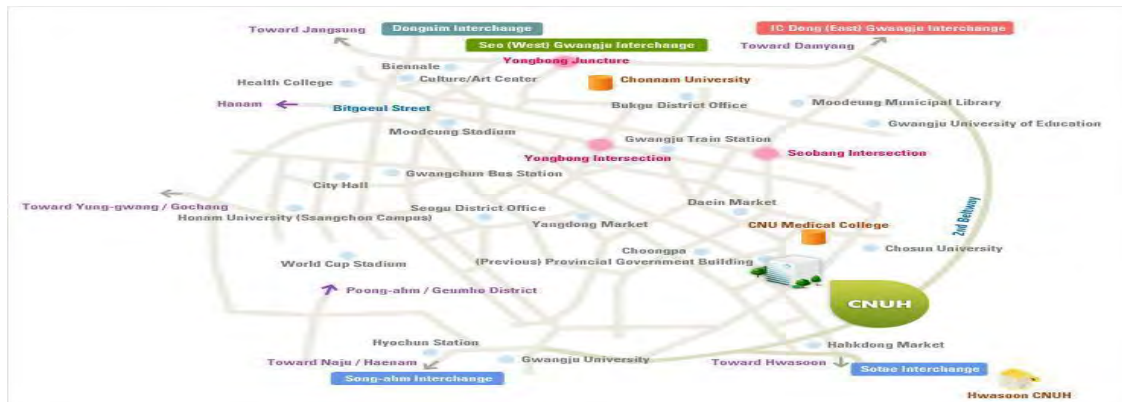 Toward Jangsung
Dongnim Interchange
IC Dong (East) Gwangju Interchange
Seo (West) Gwangju Interchange
Toward Damyang
Yongbong Juncture
Biennale
Culture/Art Center
Health College
Chonnam University
Hanam
Bitgoeul Street
Bukgu District Office
Moodeung Municipal Library
Moodeung Stadium
Gwangju University of Education
Gwangju Train Station
Yongbong Intersection
Seobang Intersection
Gwangchun Bus Station
City Hall
Toward Yung-gwang / Gochang
Honam University (Ssangchon Campus)
Seogu District Office
Yangdong Market
Daein Market
CNU Medical College
2nd Beltway
Choongpa
(Previous) Provincial Government Building
Chosun University
World Cup Stadium
Poong-ahm / Geumho District
CNUH
Hyochun Station
Hahkdong Market
Toward Naju / Haenam
Gwangju University
Toward Hwasoon
Song-ahm Interchange
Sotae Interchange
Hwasoon CNUH